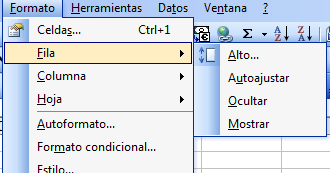 Formato Herramientas Datos Ventana ?
Celdas... Ctrl+1
Fila
Columna
Hoja
Autoformato...
Formato condicional...
Estilo...
Alto...
Autoajustar
Ocultar
Mostrar